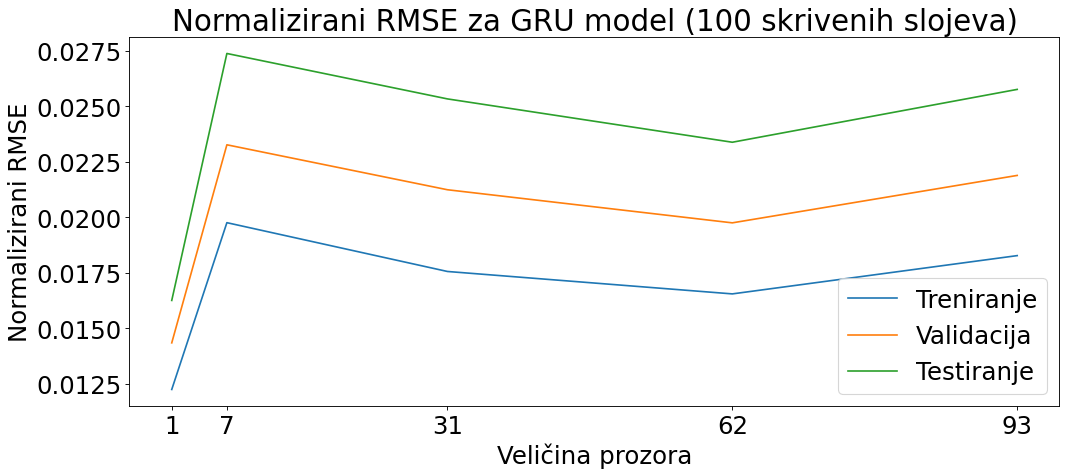 Normalizirani RMSE za GRU model (100 skrivenih slojeva)
Normalizirani RMSE
0.0275
0.0250
0.0225
0.0200
0.0175
0.0150
0.0125
Treniranje
Validacija
Testiranje
1 7 31 62 93
Veličina prozora